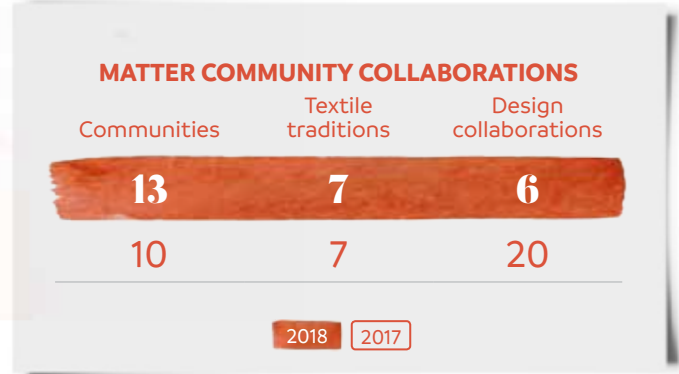 MATTER COMMUNITY COLLABORATIONS
Communities
Textile
traditions
Design
collaborations
13 7 6
10 7 20
2018 2017